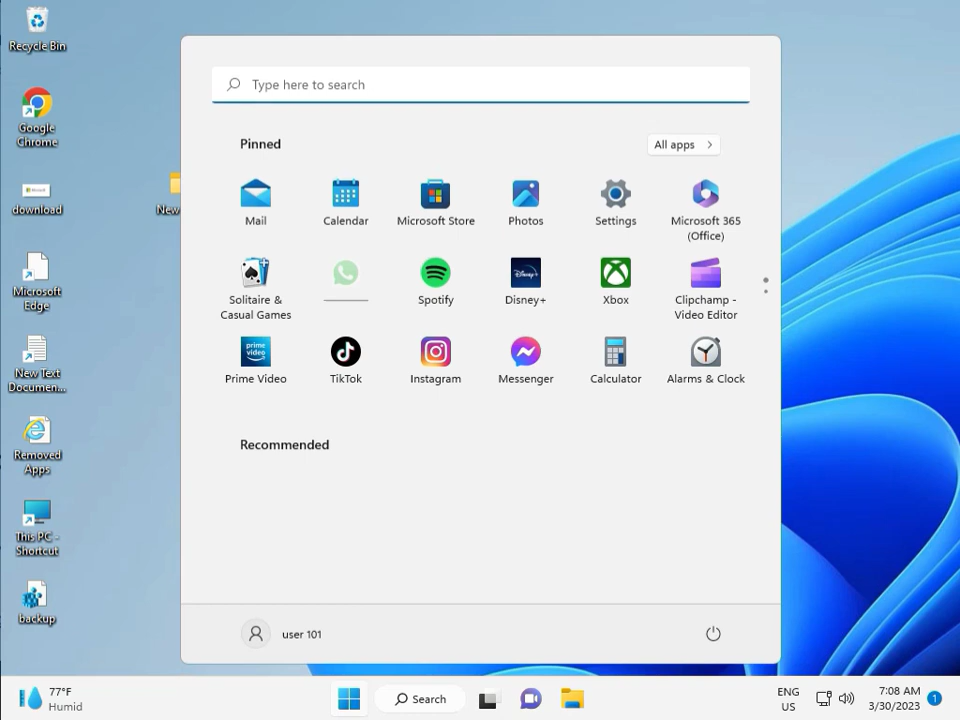 Recycle Bin
Google
Chrome
download
New
Microsoft
Edge
New Text
Documen...
Removed
Apps
This PC -
Shortcut
backup
Type here to search
Pinned
All apps
Mail
Calendar
Microsoft Store
Photos
Settings
Microsoft 365
(Office)
Solitaire &
Casual Games
Spotify
Disney+
Disney+
Xbox
Clipchamp -
Video Editor
prime
video
Prime Video
TikTok
Instagram
Messenger
Calculator
Alarms & Clock
Recommended
user 101
77°F
Humid
Search
ENG
US
7:08 AM
3/30/2023
1